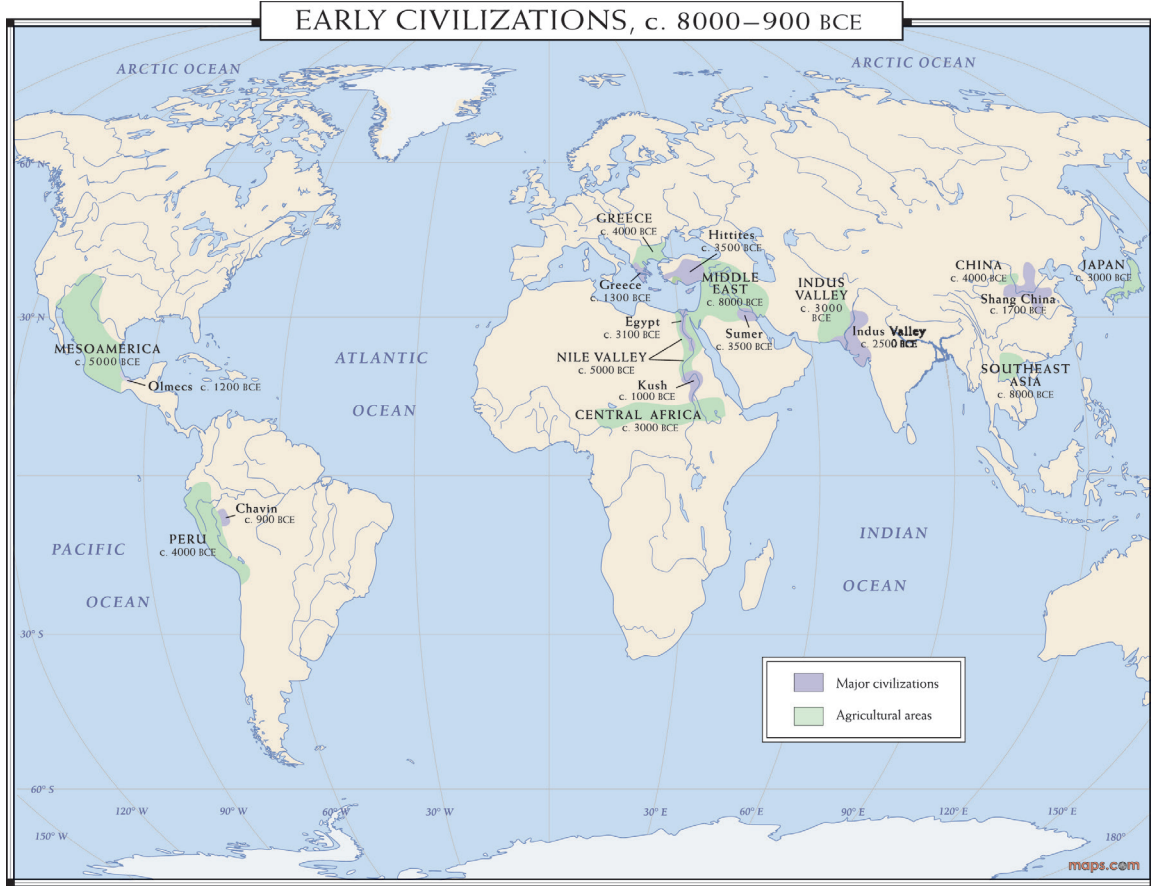 EARLY CIVILIZATIONS, c. 8000–900 BCE
ARCTIC OCEAN
ARCTIC OCEAN
60° N
GREECE
c. 4000 BCE
Hittites
c. 3500 BCE
Greece
c. 1300 BCE
MIDDLE
EAST
c. 8000 BCE
INDUS
VALLEY
c. 3000
BCE
CHINA
c. 4000 BCE
JAPAN
c. 3000 BCE
Shang China
c. 1700 BCE
30° N
Egypt
c. 3100 BCE
Sumer
c. 3500 BCE
Indus Valley
c. 2500 BCE
MESOAMERICA
c. 5000 BCE
ATLANTIC
OCEAN
NILE VALLEY
c. 5000 BCE
Olmecs c. 1200 BCE
Kush
c. 1000 BCE
SOUTHEAST
ASIA
c. 8000 BCE
CENTRAL AFRICA
c. 3000 BCE
Chavin
c. 900 BCE
PERU
c. 4000 BCE
PACIFIC
OCEAN
INDIAN
OCEAN
30° S
Major civilizations
Agricultural areas
60° S
120° W
90° W
60° W
30° E
60° E
90° E
120° E
150° E
150° W
180°
maps.com